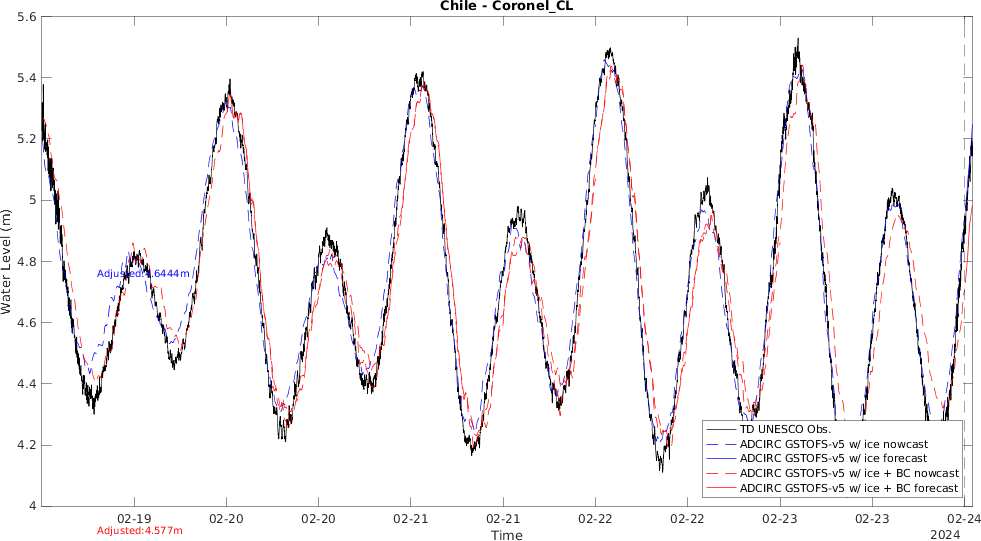 Chile - Coronel_CL
5.6
5.4
5.2
5
4.8
4.6
4.4
4.2
4
Water Level (m)
Adjusted:4.6444m
TD UNESCO Obs.
ADCIRC GSTOFS-v5 w/ ice nowcast
ADCIRC GSTOFS-v5 w/ ice forecast
ADCIRC GSTOFS-v5 w/ ice + BC nowcast
ADCIRC GSTOFS-v5 w/ ice + BC forecast
02-19 02-20 02-20 02-21 02-21 02-22 02-22 02-23 02-23 02-24
Adjusted:4.577m
Time
2024